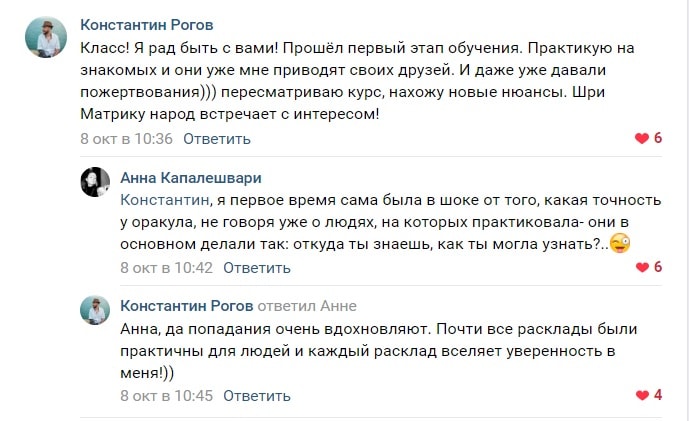 Константин Рогов
Класс! Я рад быть с вами! Прошёл первый этап обучения. Практикую на
знакомых и они уже мне приводят своих друзей. И даже уже давали
пожертвования))) пересматриваю курс, нахожу новые нюансы. Шри
Матрику народ встречает с интересом!
8 окт в 10:36 Ответить 6
Анна Капалешвари
Константин, я первое время сама была в шоке от того, какая точность
у оракула, не говоря уже о людях, на которых практиковала- они в
основном делали так: откуда ты знаешь, как ты могла узнать?..
8 окт в 10:42 Ответить 6
Константин Рогов ответил Анне
Анна, да попадания очень вдохновляют. Почти все расклады были
практичны для людей и каждый расклад вселяет уверенность в
меня!))
8 окт в 10:45 Ответить 4